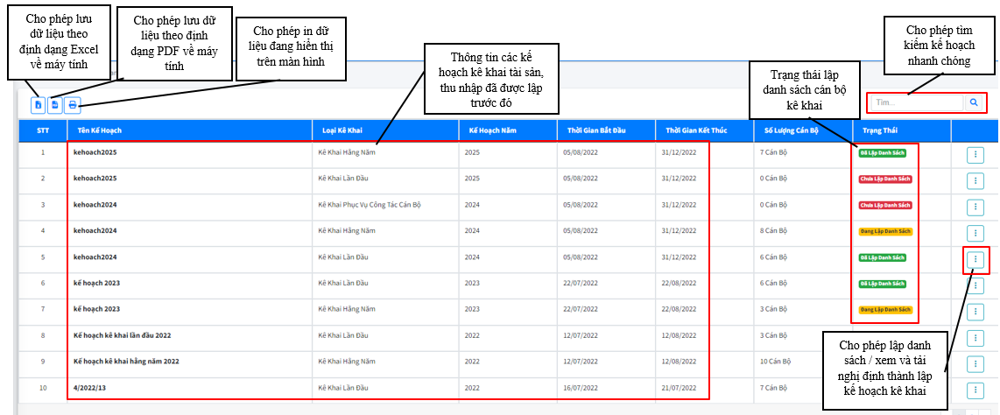 Cho phép lưu
dữ liệu theo
định dạng Excel
về máy tính
Cho phép lưu dữ
liệu theo định
dạng PDF về máy
tính
Cho phép in dữ
liệu đang hiển thị
trên màn hình
Thông tin các kế
hoạch kê khai tài sản,
thu nhập đã được lập
trước đó
Trạng thái lập
danh sách cán bộ
kê khai
Cho phép tìm
kiếm kế hoạch
nhanh chóng
Tìm...
STT Tên Kế Hoạch Loại Kê Khai Kế Hoạch Năm Thời Gian Bắt Đầu Thời Gian Kết Thúc Số Lượng Cán Bộ Trạng Thái
1 kehoach2025 Kê Khai Hằng Năm 2025 05/08/2022 31/12/2022 7 Cán Bộ Đã Lập Danh Sách
2 kehoach2025 Kê Khai Lần Đầu 2025 05/08/2022 31/12/2022 0 Cán Bộ Chưa Lập Danh Sách
3 kehoach2024 Kê Khai Phục Vụ Công Tác Cán Bộ 2024 05/08/2022 31/12/2022 0 Cán Bộ Chưa Lập Danh Sách
4 kehoach2024 Kê Khai Hằng Năm 2024 05/08/2022 31/12/2022 8 Cán Bộ Đang Lập Danh Sách
5 kehoach2024 Kê Khai Lần Đầu 2024 05/08/2022 31/12/2022 6 Cán Bộ Đã Lập Danh Sách
6 kế hoạch 2023 Kê Khai Lần Đầu 2023 22/07/2022 22/08/2022 6 Cán Bộ Đã Lập Danh Sách
7 kế hoạch 2023 Kê Khai Hằng Năm 2023 22/07/2022 22/08/2022 3 Cán Bộ Đang Lập Danh Sách
8 Kế hoạch kê khai lần đầu 2022 Kê Khai Lần Đầu 2022 12/07/2022 12/08/2022 3 Cán Bộ
9 Kế hoạch kê khai hằng năm 2022 Kê Khai Hằng Năm 2022 12/07/2022 12/08/2022 10 Cán Bộ
10 4/2022/13 Kê Khai Lần Đầu 2022 16/07/2022 21/07/2022 7 Cán Bộ
Cho phép lập danh
sách / xem và tải
nghị định thành lập
kế hoạch kê khai